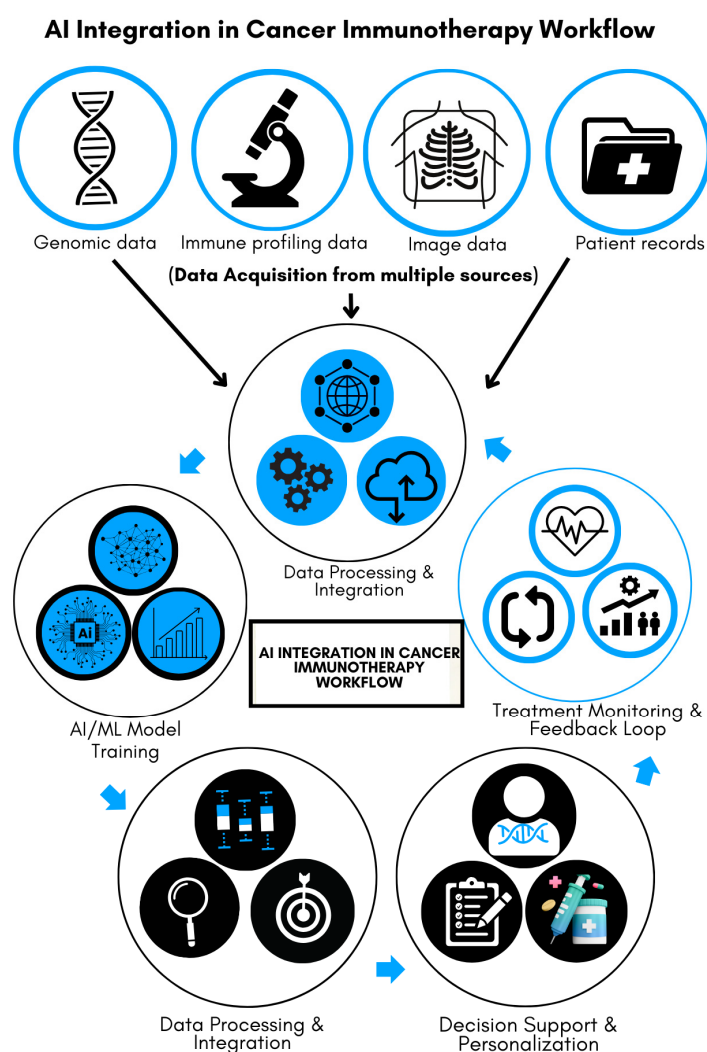 AI Integration in Cancer Immunotherapy Workflow
Genomic data
Immune profiling data
Image data
Patient records
(Data Acquisition from multiple sources)
Data Processing &
Integration
Ai
AI/ML Model
Training
AI INTEGRATION IN CANCER
IMMUNOTHERAPY
WORKFLOW
Treatment Monitoring &
Feedback Loop
Data Processing &
Integration
Decision Support &
Personalization